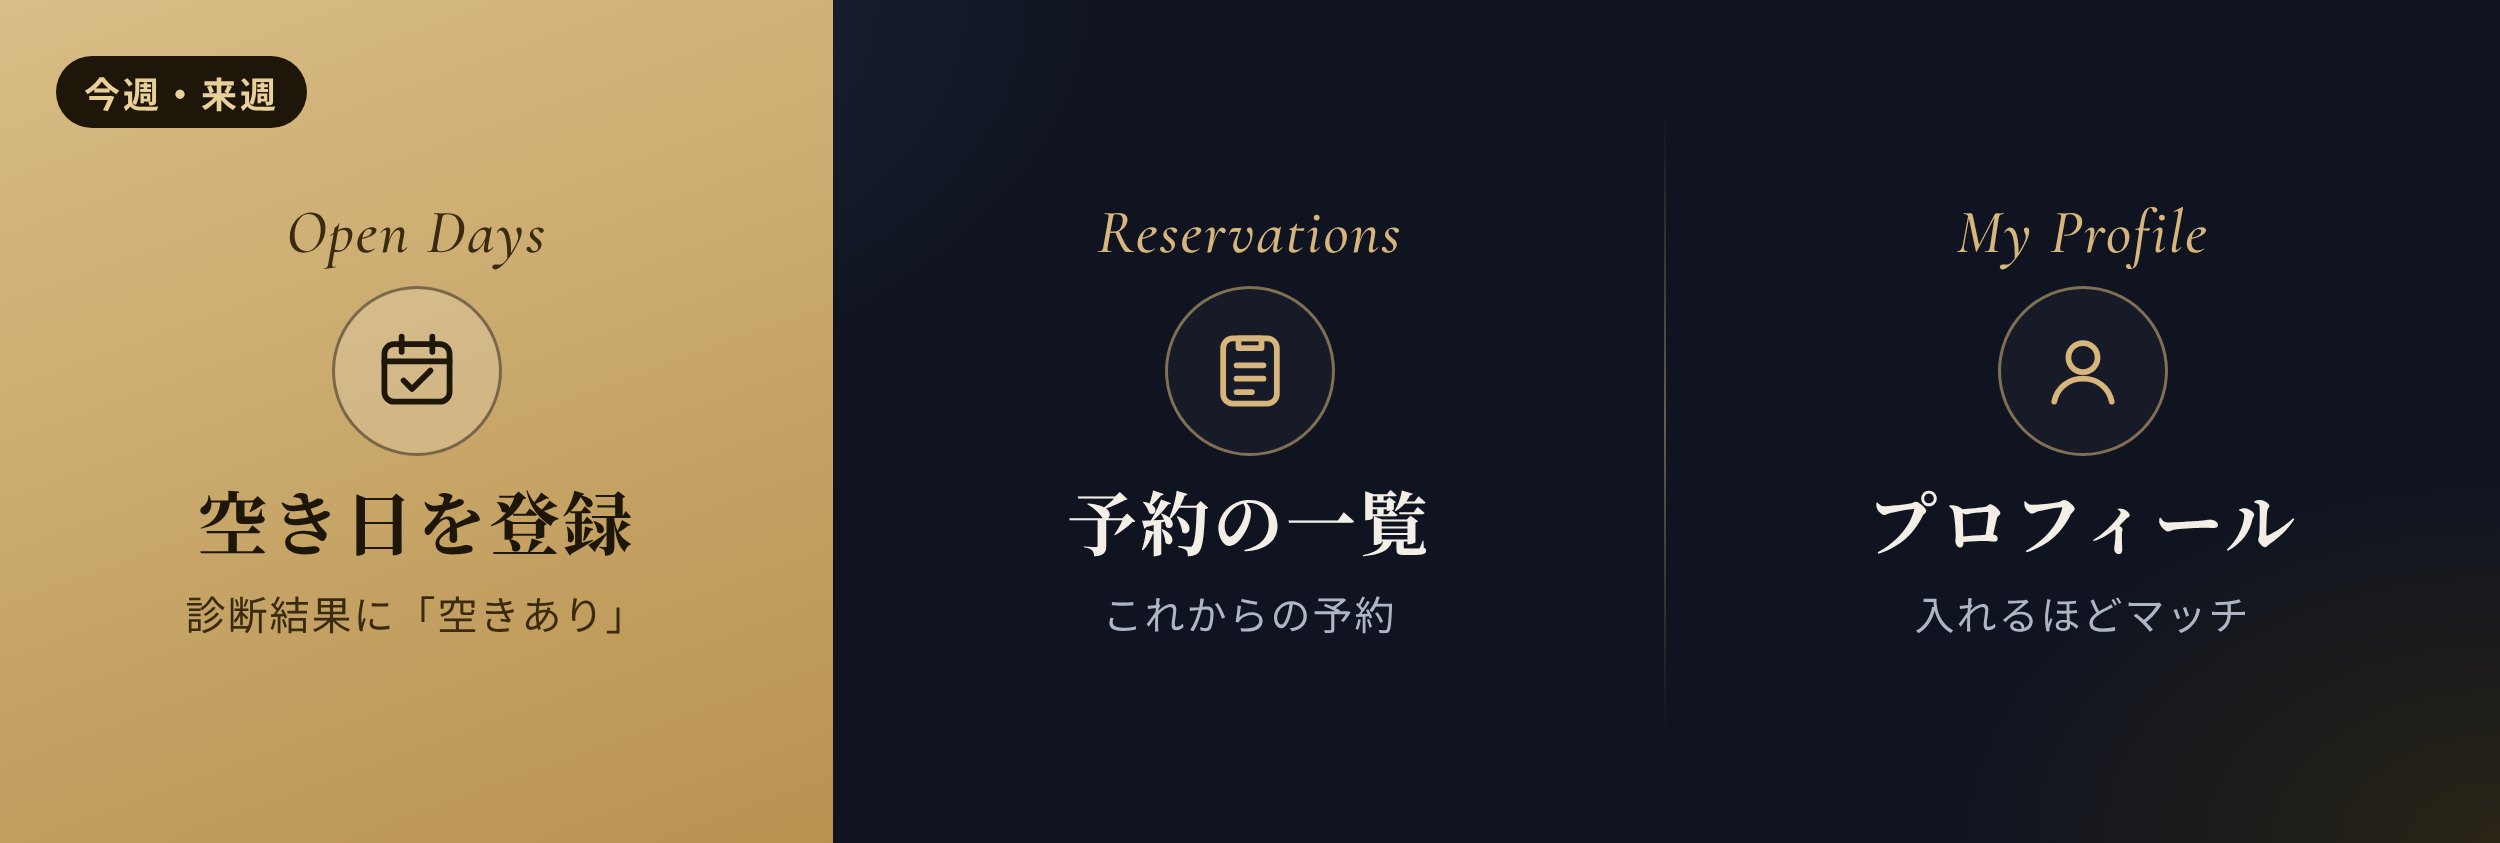 今週・来週
Open Days
空き日を登録
診断結果に「空きあり」
Reservations
予約の一覧
これからの予約
My Profile
プロフィール
入れるほどマッチ